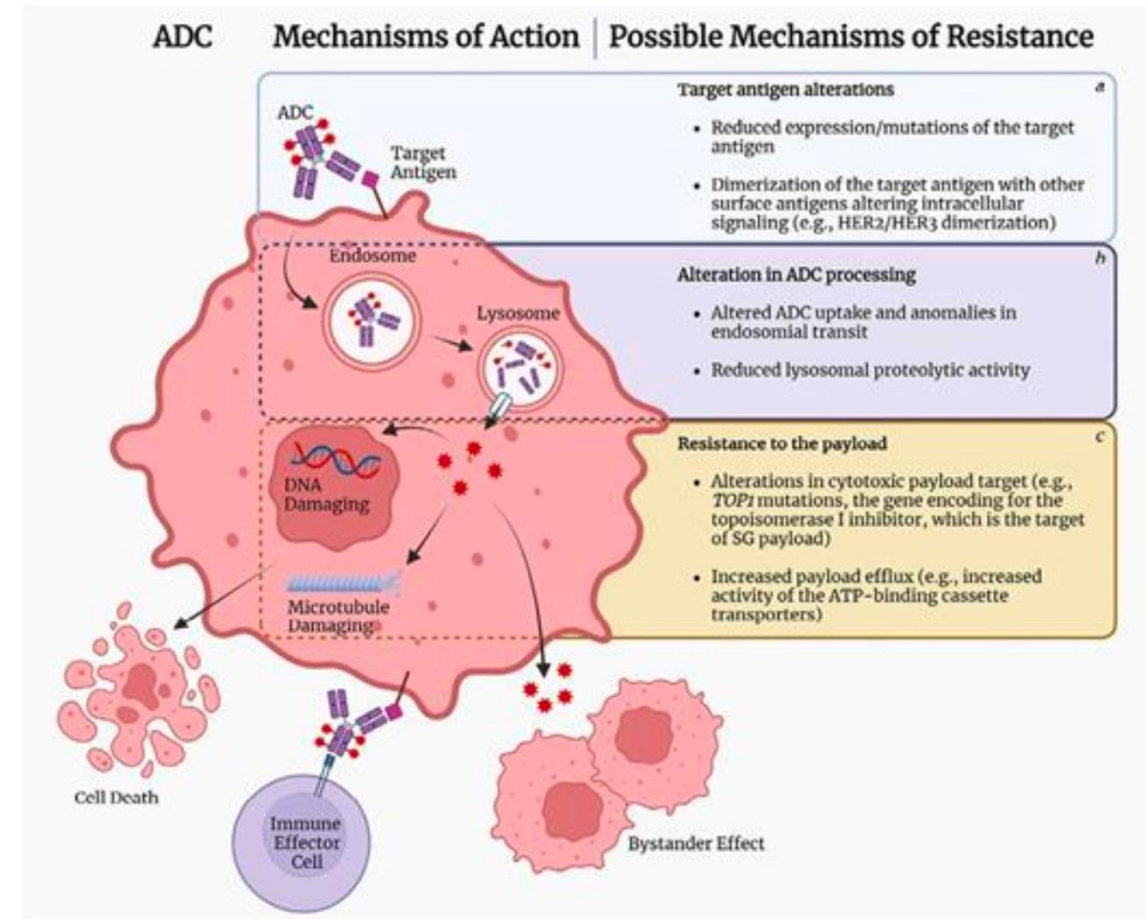 ADC Mechanisms of Action Possible Mechanisms of Resistance
ADC
Target
Antigen
Target antigen alterations
a
• Reduced expression/mutations of the target
antigen
• Dimerization of the target antigen with other
surface antigens altering intracellular
signaling (e.g., HER2/HER3 dimerization)
Endosome
Lysosome
Alteration in ADC processing
b
• Altered ADC uptake and anomalies in
endosomial transit
• Reduced lysosomal proteolytic activity
DNA
Damaging
Microtubule
Damaging
Resistance to the payload
c
• Alterations in cytotoxic payload target (e.g.,
TOP1 mutations, the gene encoding for the
topoisomerase I inhibitor, which is the target
of SG payload)
• Increased payload efflux (e.g., increased
activity of the ATP-binding cassette
transporters)
Cell Death
Immune
Effector
Cell
Bystander Effect